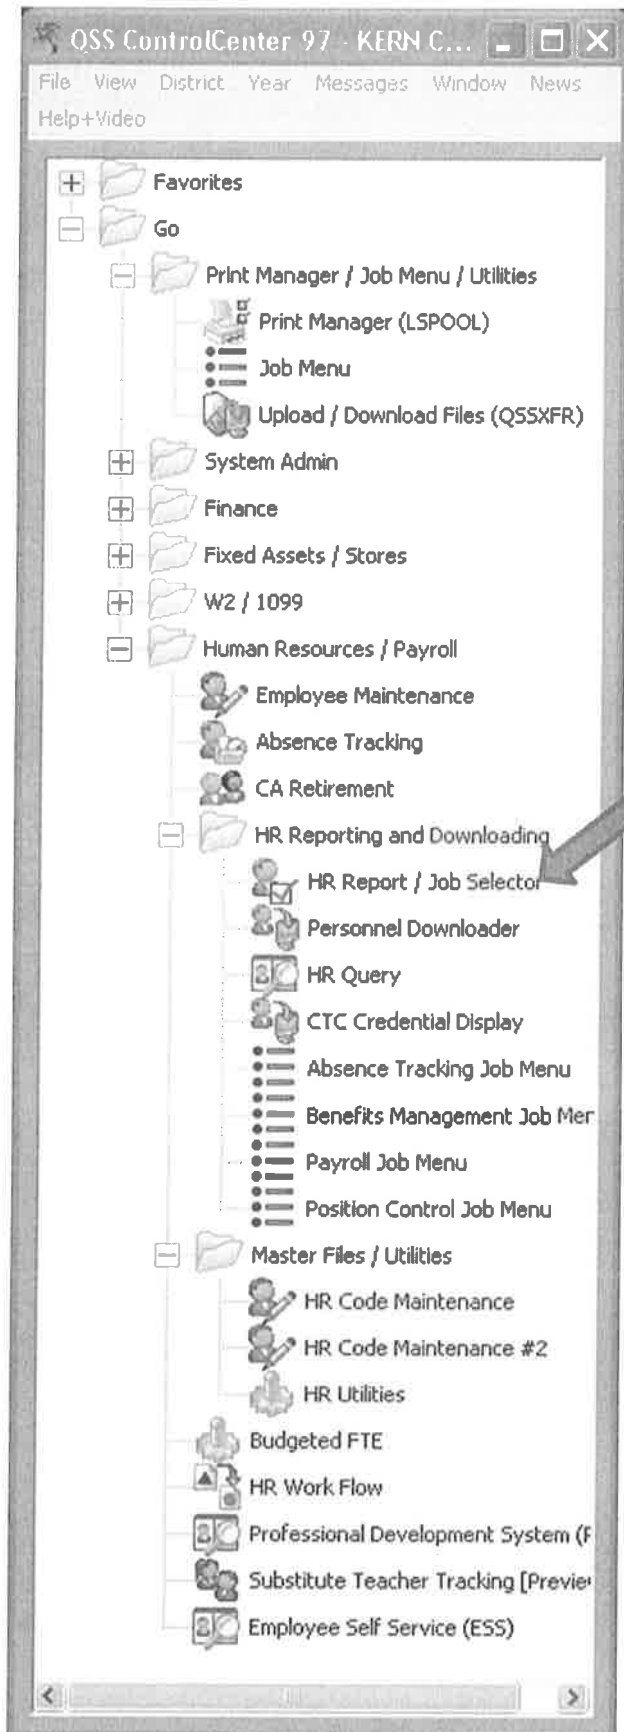 QSS ControlCenter 97 - KERN C...
File View District Year Messages Window News
Help+Video
Favorites
Go
Print Manager / Job Menu / Utilities
Print Manager (LSPOOL)
Job Menu
Upload / Download Files (QSSXFR)
System Admin
Finance
Fixed Assets / Stores
W2 / 1099
Human Resources / Payroll
Employee Maintenance
Absence Tracking
CA Retirement
HR Reporting and Downloading
HR Report / Job Selector
Personnel Downloader
HR Query
CTC Credential Display
Absence Tracking Job Menu
Benefits Management Job Mer
Payroll Job Menu
Position Control Job Menu
Master Files / Utilities
HR Code Maintenance
HR Code Maintenance #2
HR Utilities
Budgeted FTE
HR Work Flow
Professional Development System (F
Substitute Teacher Tracking [Previe
Employee Self Service (ESS)